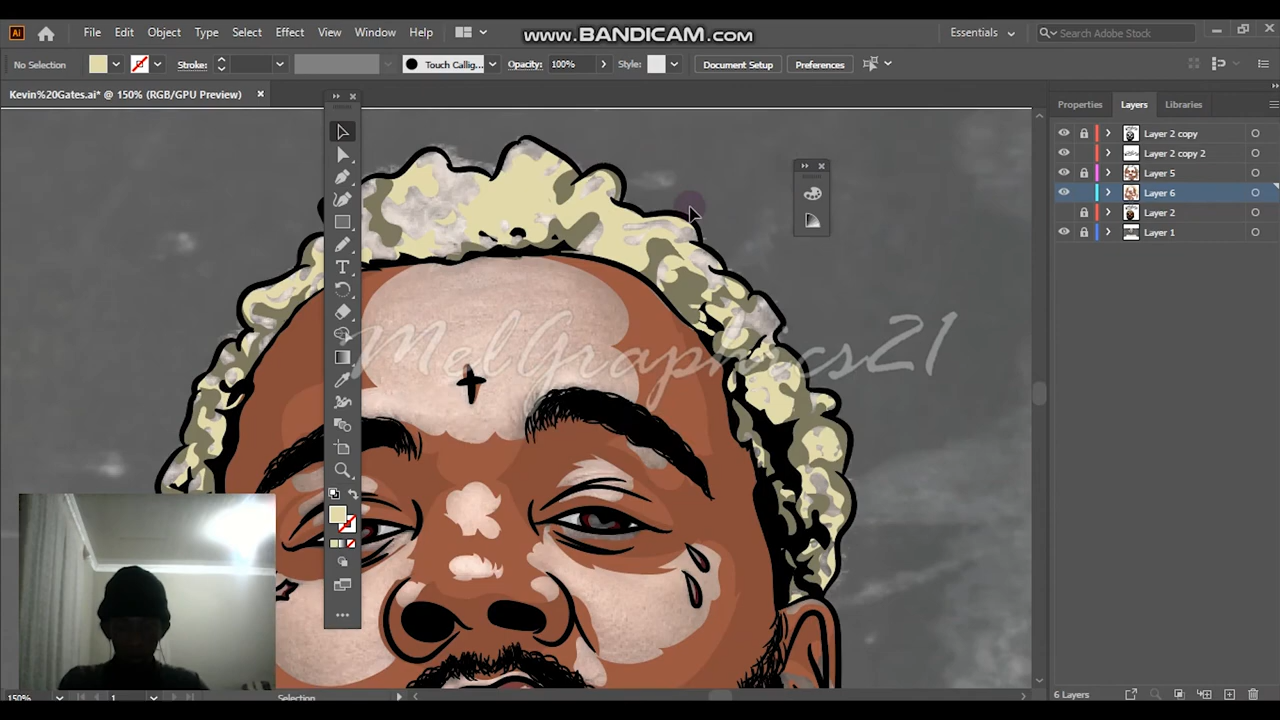 www.BANDICAM.com
Ai File Edit Object Type Select Effect View Window Help Essentials Search Adobe Stock
No Selection Stroke: Touch Callig... Opacity: 100% Style: Document Setup Preferences
Kevin%20Gates.ai* @ 150% (RGB/GPU Preview)
Properties Layers Libraries
Layer 2 copy
Layer 2 copy 2
Layer 5
Layer 6
Layer 2
Layer 1
MelGraphics21
150% 1 Selection 6 Layers